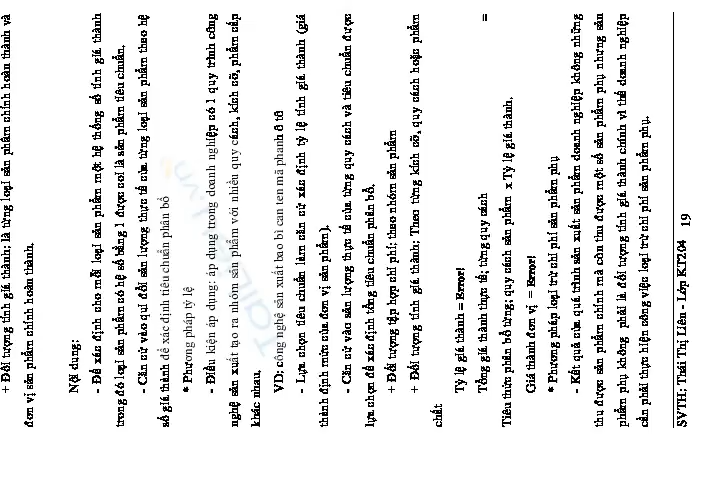 + Đối tượng tính giá thành: là từng loại sản phẩm chính hoàn thành và
đơn vị sản phẩm chính hoàn thành.
Nội dung:
- Để xác định cho mỗi loại sản phẩm một hệ thống số tính giá thành
trong đó loại sản phẩm có hệ số bằng 1 được coi là sản phẩm tiêu chuẩn.
- Căn cứ vào qui đổi sản lượng thực tế của từng loại sản phẩm theo hệ
số giá thành để xác định tiêu chuẩn phân bổ
* Phương pháp tỷ lệ
- Điều kiện áp dụng: áp dụng trong doanh nghiệp có 1 quy trình công
nghệ sản xuất tạo ra nhóm sản phẩm với nhiều quy cách, kích cỡ, phẩm cấp
khác nhau.
VD: công nghệ sản xuất bao bì can ten mã phanh ô tô
- Lựa chọn tiêu chuẩn làm căn cứ xác định tỷ lệ tính giá thành (giá
thành định mức của đơn vị sản phẩm).
- Căn cứ vào sản lượng thực tế của từng quy cách và tiêu chuẩn được
lựa chọn để xác định tổng tiêu chuẩn phân bổ.
+ Đối tượng tập hợp chi phí: theo nhóm sản phẩm
+ Đối tượng tính giá thành: Theo từng kích cỡ, quy cách hoặc phẩm
chất
Tỷ lệ giá thành = Error!
Tổng giá thành thực tế; từng quy cách =
Tiêu thức phân bổ từng; quy cách sản phẩm x Tỷ lệ giá thành.
Giá thành đơn vị = Error!
* Phương pháp loại trừ chi phí sản phẩm phụ
- Kết quả của quá trình sản xuất sản phẩm doanh nghiệp không những
thu được sản phẩm chính mà còn thu được một số sản phẩm phụ nhưng sản
phẩm phụ không phải là đối tượng tính giá thành chính vì thế doanh nghiệp
cần phải thực hiện công việc loại trừ chi phí sản phẩm phụ.
SVTH: Thái Thị Liên - Lớp KT204 19